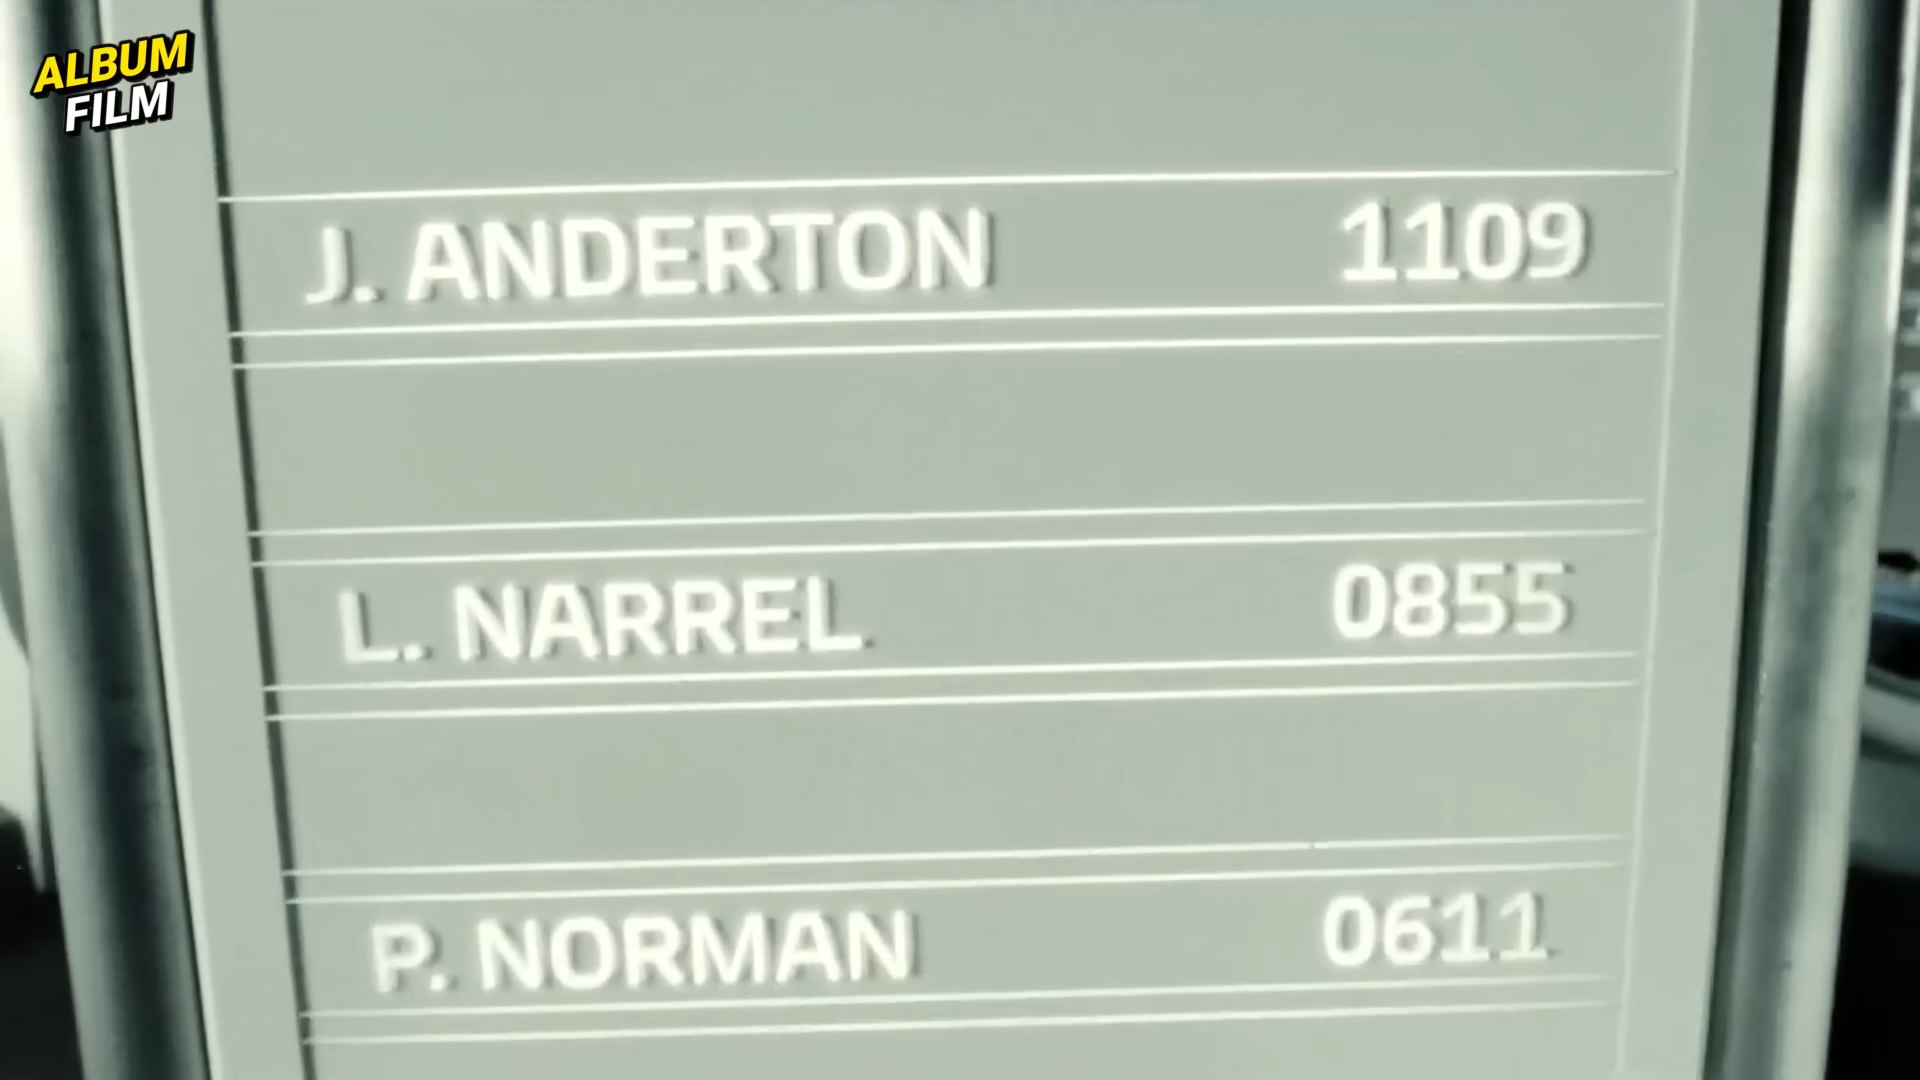 ALBUM
FILM
J. ANDERTON 1109
L. NARREL 0855
P. NORMAN 0611